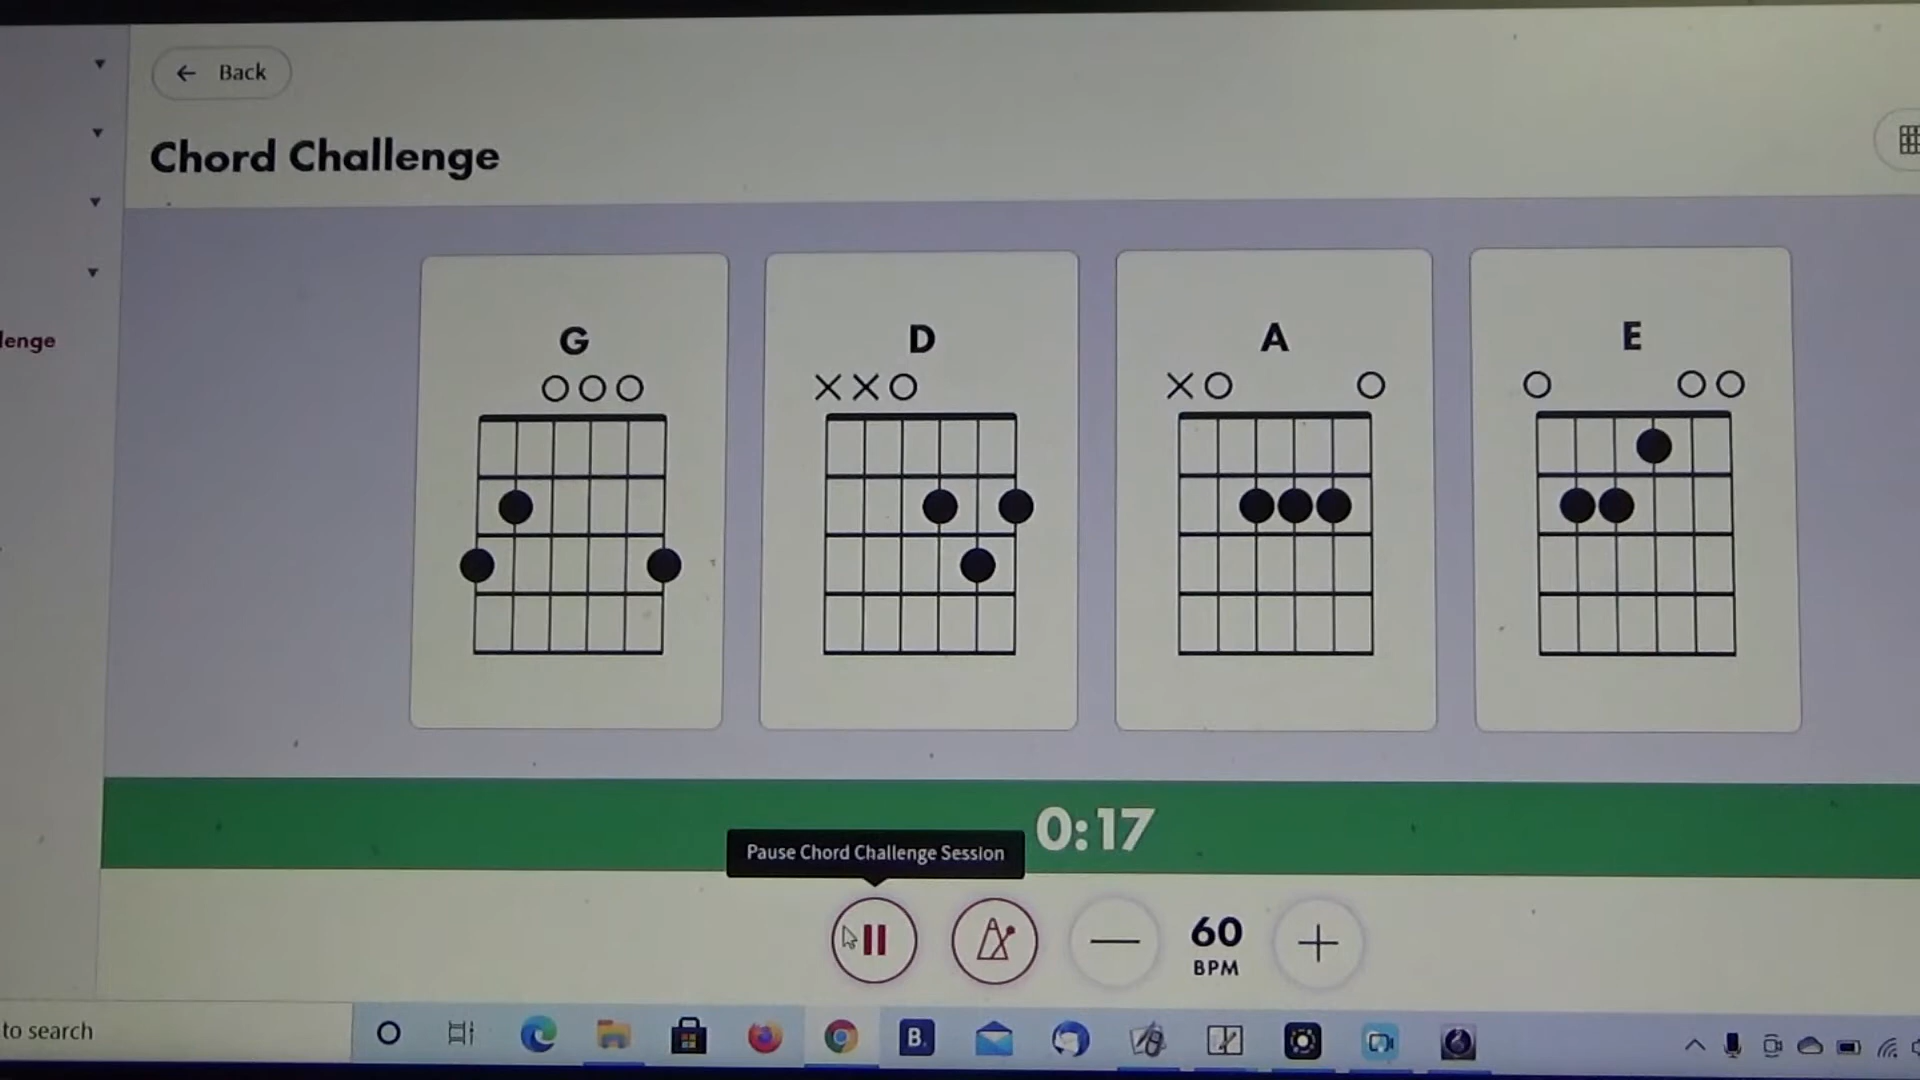 Back
Chord Challenge
lenge
G
D
A
E
0:17
Pause Chord Challenge Session
60
BPM
to search
B.